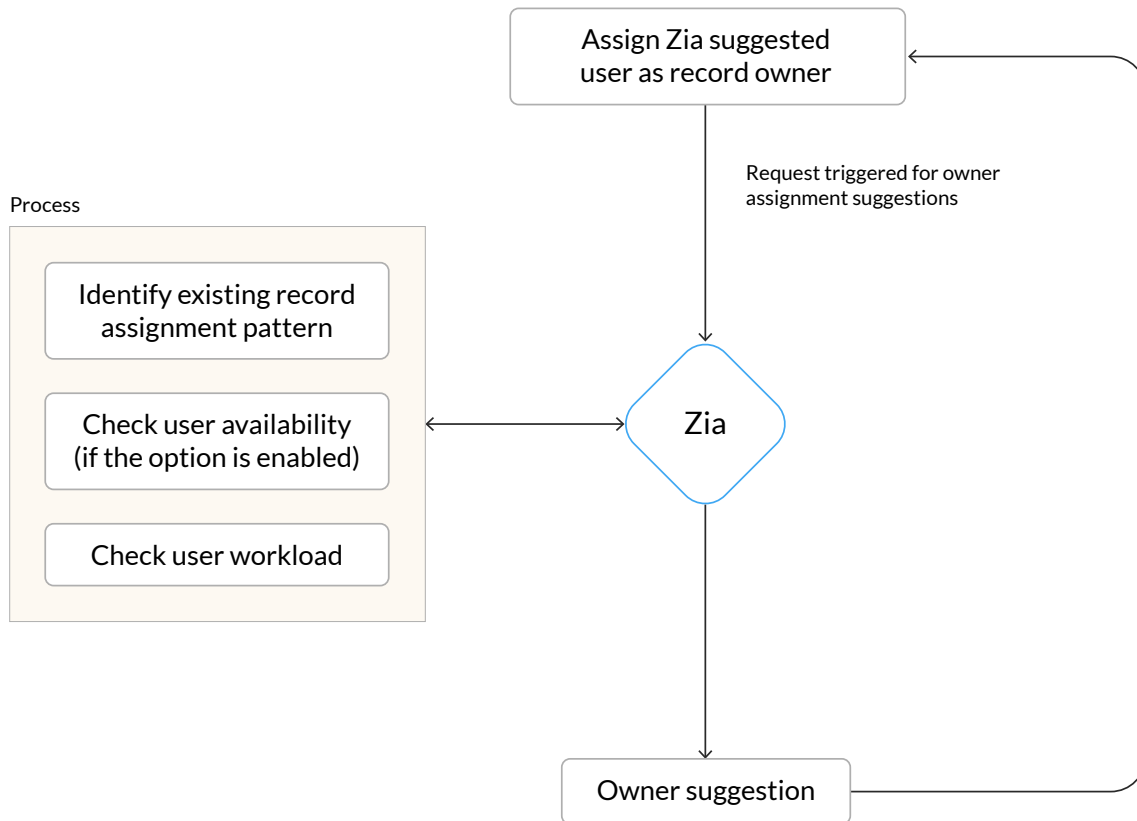 Assign Zia suggested
user as record owner
Request triggered for owner
assignment suggestions
Process
Identify existing record
assignment pattern
Check user availability
(if the option is enabled)
Check user workload
Zia
Owner suggestion